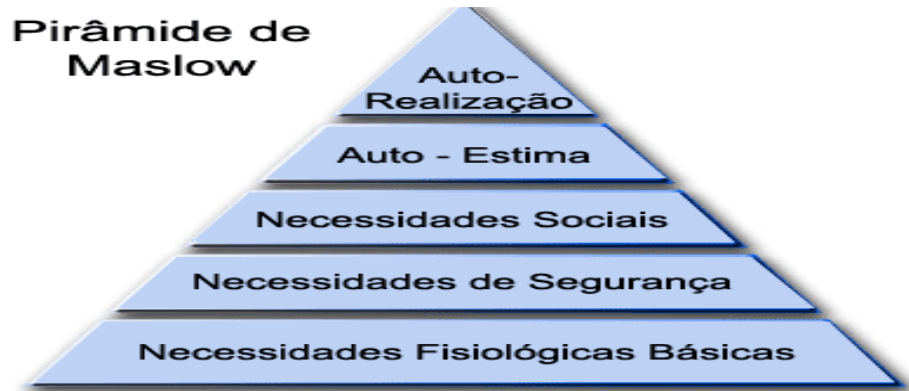 Pirâmide de
Maslow
Auto-
Realização
Auto - Estima
Necessidades Sociais
Necessidades de Segurança
Necessidades Fisiológicas Básicas